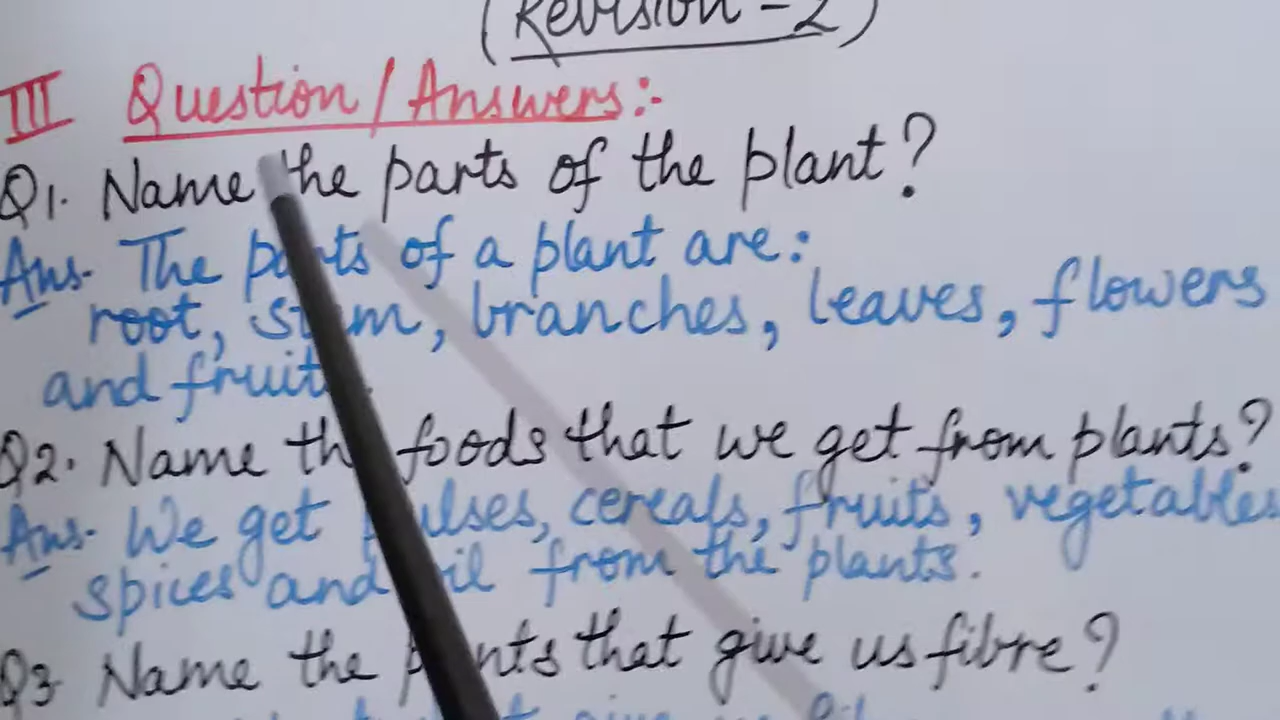 (Revision - 2)
III Question/Answers:-
Q1. Name the parts of the plant?
Ans. The parts of a plant are:
root, stem, branches, leaves, flowers
and fruit
Q2. Name the foods that we get from plants?
Ans. We get pulses, cereals, fruits, vegetables
spices and oil from the plants.
Q3 Name the plants that give us fibre?